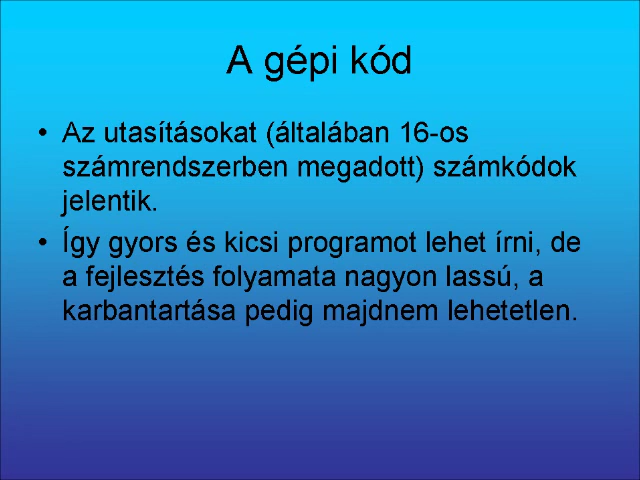 A gépi kód
• Az utasításokat (általában 16-os
számrendszerben megadott) számkódok
jelentik.
• Így gyors és kicsi programot lehet írni, de
a fejlesztés folyamata nagyon lassú, a
karbantartása pedig majdnem lehetetlen.